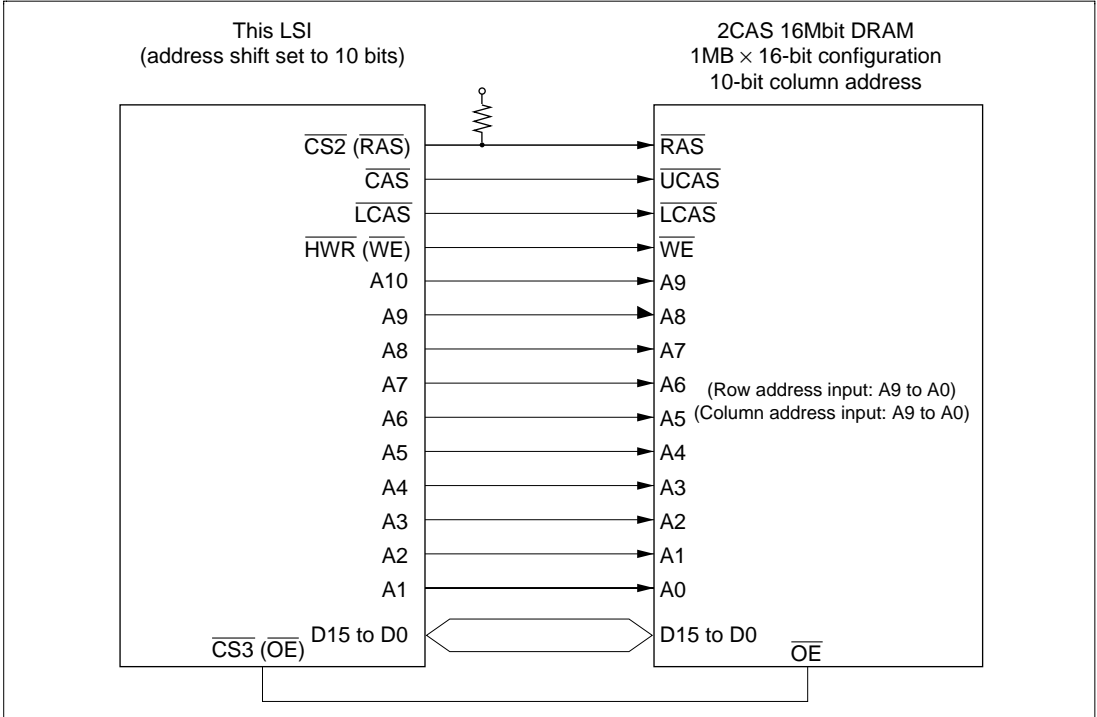 This LSI
(address shift set to 10 bits)
2CAS 16Mbit DRAM
1MB × 16-bit configuration
10-bit column address
CS2 (RAS)
RAS
CAS
UCAS
LCAS
LCAS
HWR (WE)
WE
A10
A9
A9
A8
A8
A7
A7
A6
(Row address input: A9 to A0)
A6
A5
(Column address input: A9 to A0)
A5
A4
A4
A3
A3
A2
A2
A1
A1
A0
D15 to D0
D15 to D0
CS3 (OE)
OE